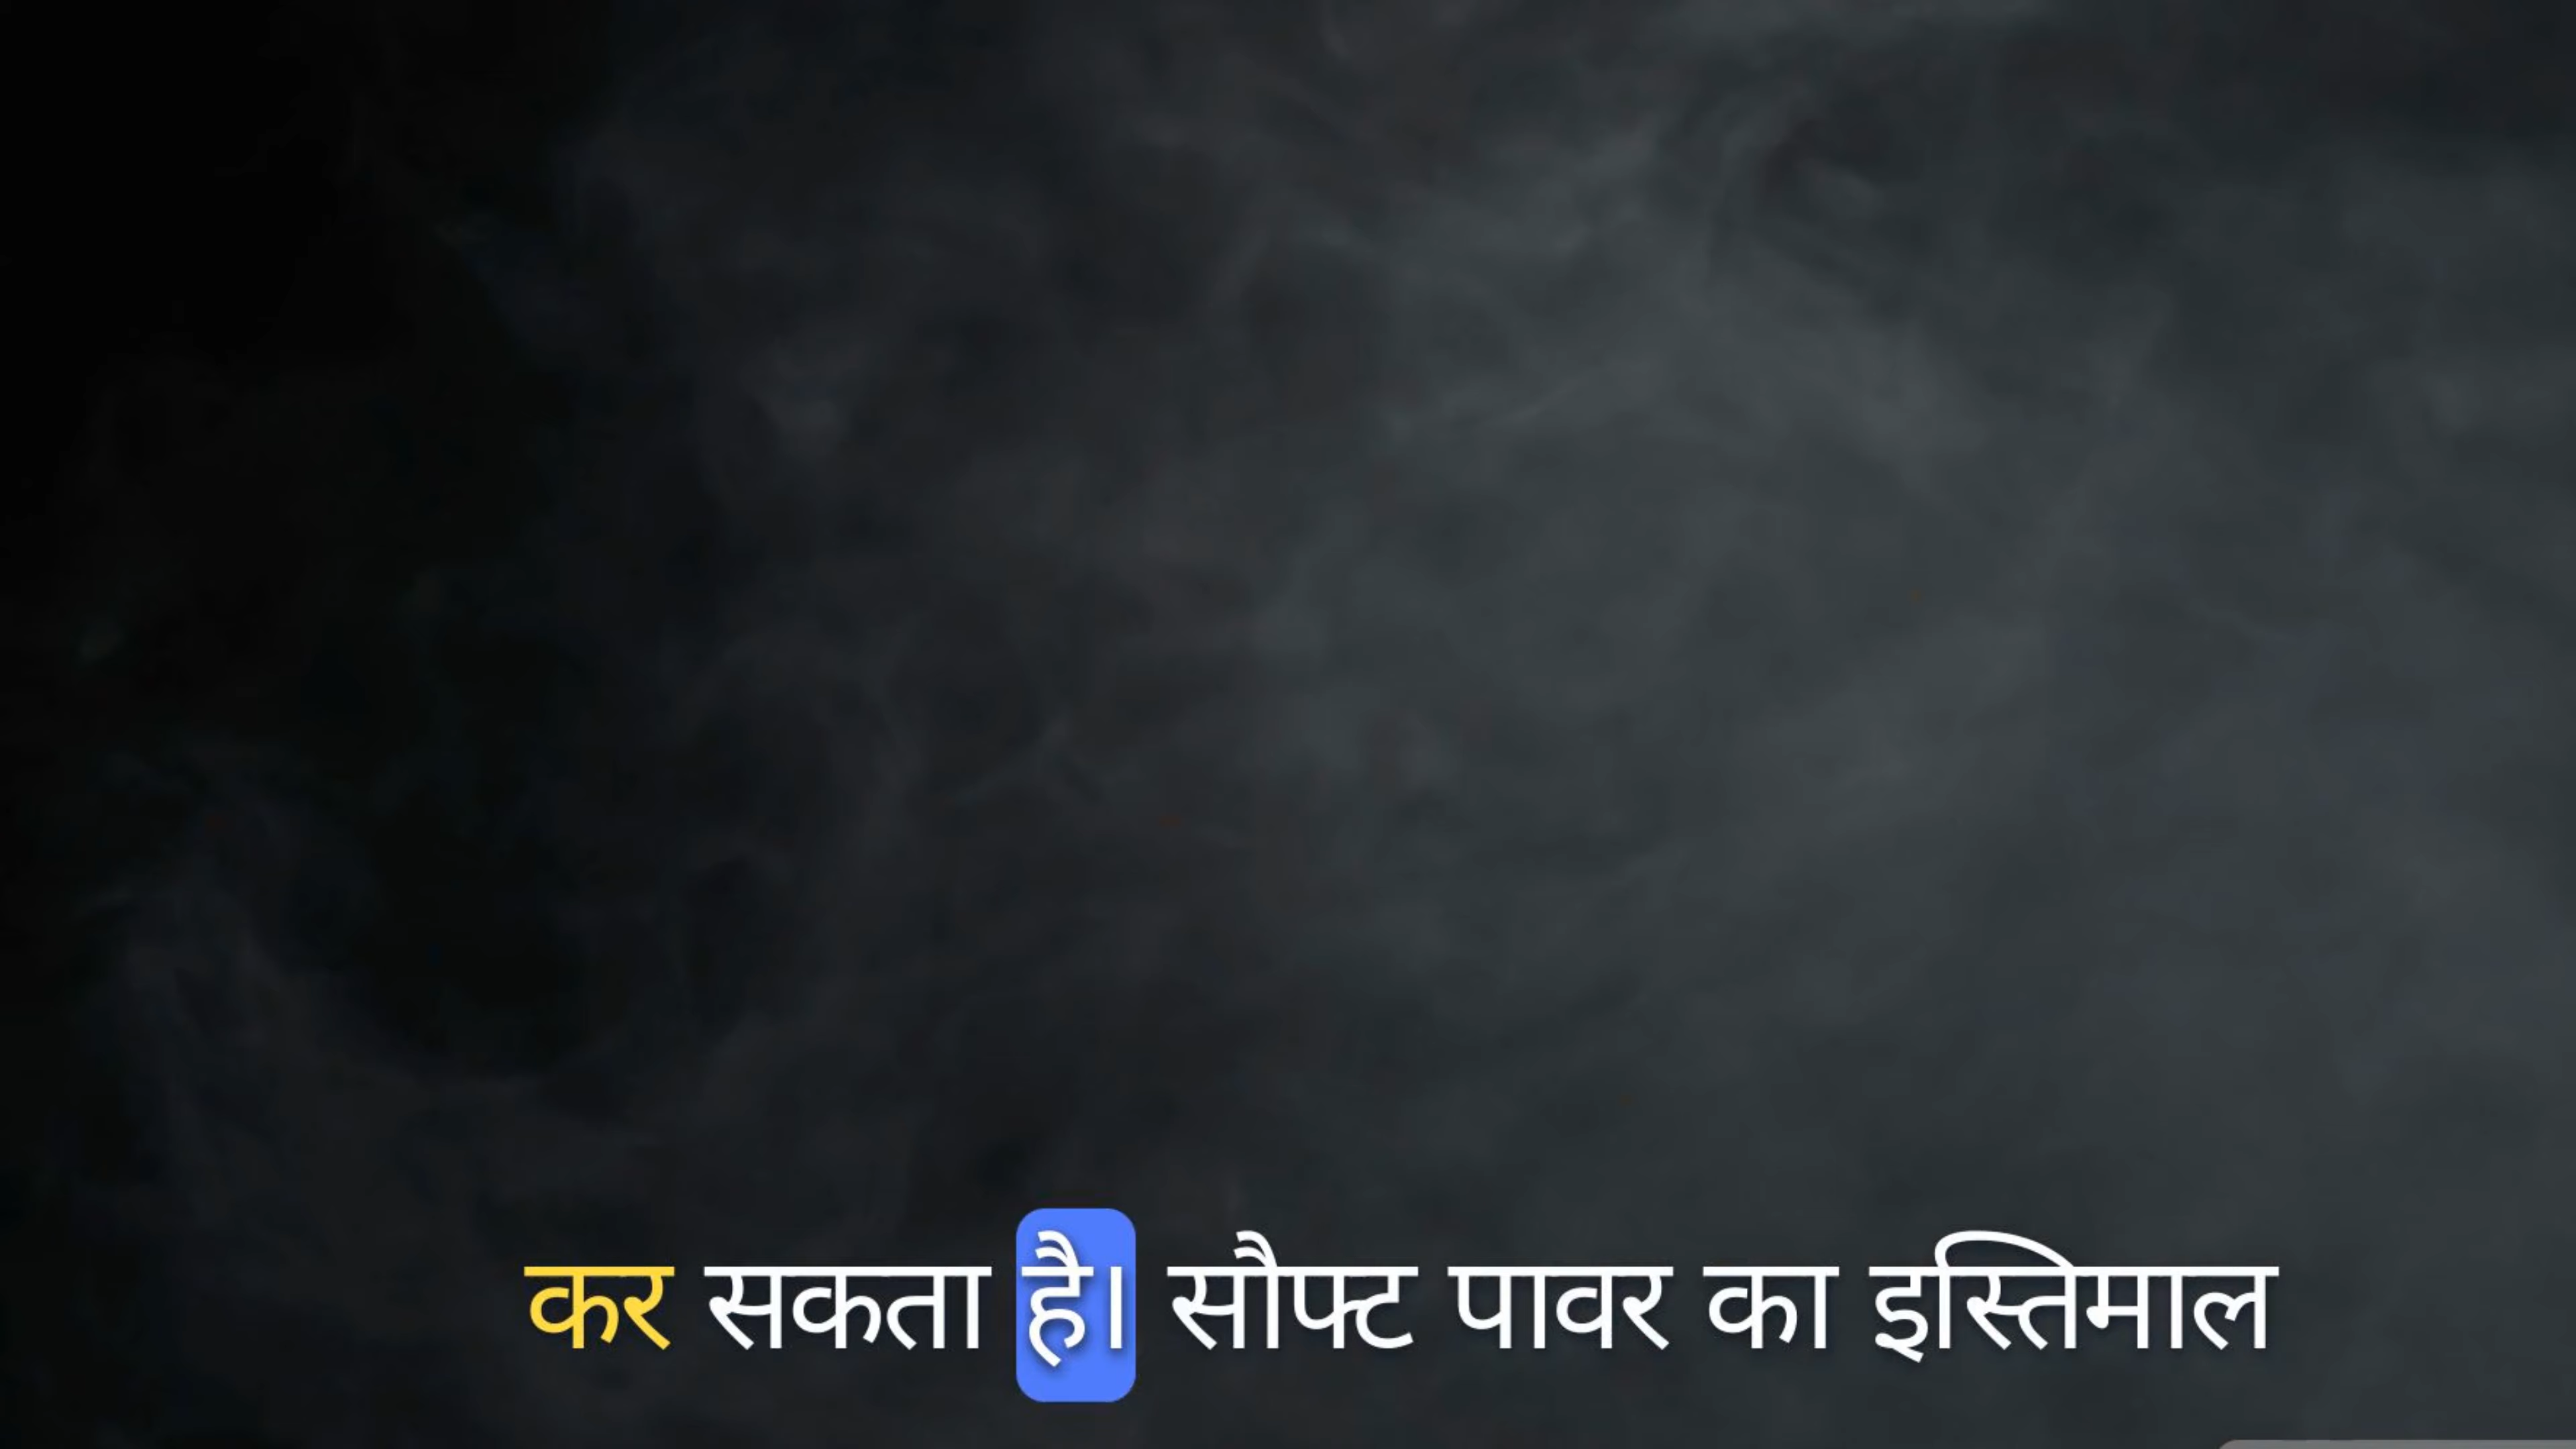 कर सकता है। सौफ्ट पावर का इस्तिमाल